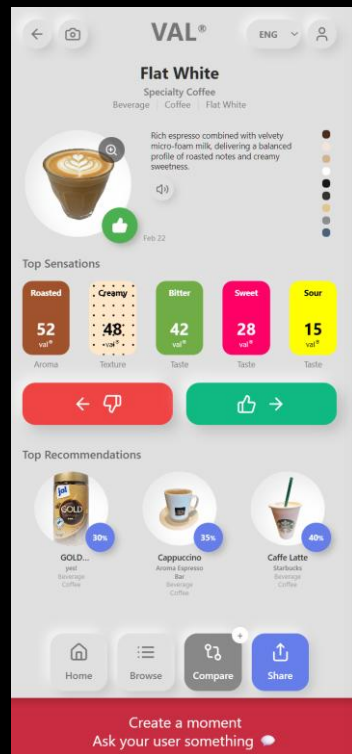 VAL®
ENG
Flat White
Specialty Coffee
Beverage | Coffee | Flat White
Rich espresso combined with velvety
micro-foam milk, delivering a balanced
profile of roasted notes and creamy
sweetness.
Feb 22
Top Sensations
Roasted Creamy Bitter Sweet Sour
52 48 42 28 15
val® val® val® val® val®
Aroma Texture Taste Taste Taste
Top Recommendations
GOLD
30% 35% 40%
GOLD... Cappuccino Caffe Latte
yes! Aroma Espresso Starbucks
Beverage Bar Beverage
Coffee Beverage Coffee
Coffee
+
Home Browse Compare Share
Create a moment
Ask your user something